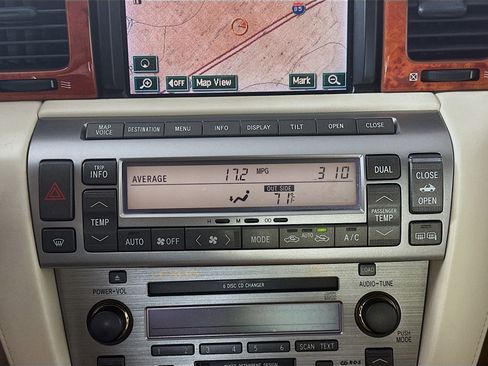 85
OFF
Map View
Mark
MAP VOICE
DESTINATION
MENU
INFO
DISPLAY
TILT
OPEN
CLOSE
TRIP INFO
AVERAGE 17.2 MPG 310
OUT SIDE
71°F
DUAL
CLOSE
OPEN
TEMP
PASSENGER TEMP
H M
AUTO
OFF
MODE
AUTO
A/C
POWER-VOL
6 DISC CD CHANGER
LOAD
AUDIO-TUNE
PUSH MODE
1 2 3 4 5 6 SCAN TEXT